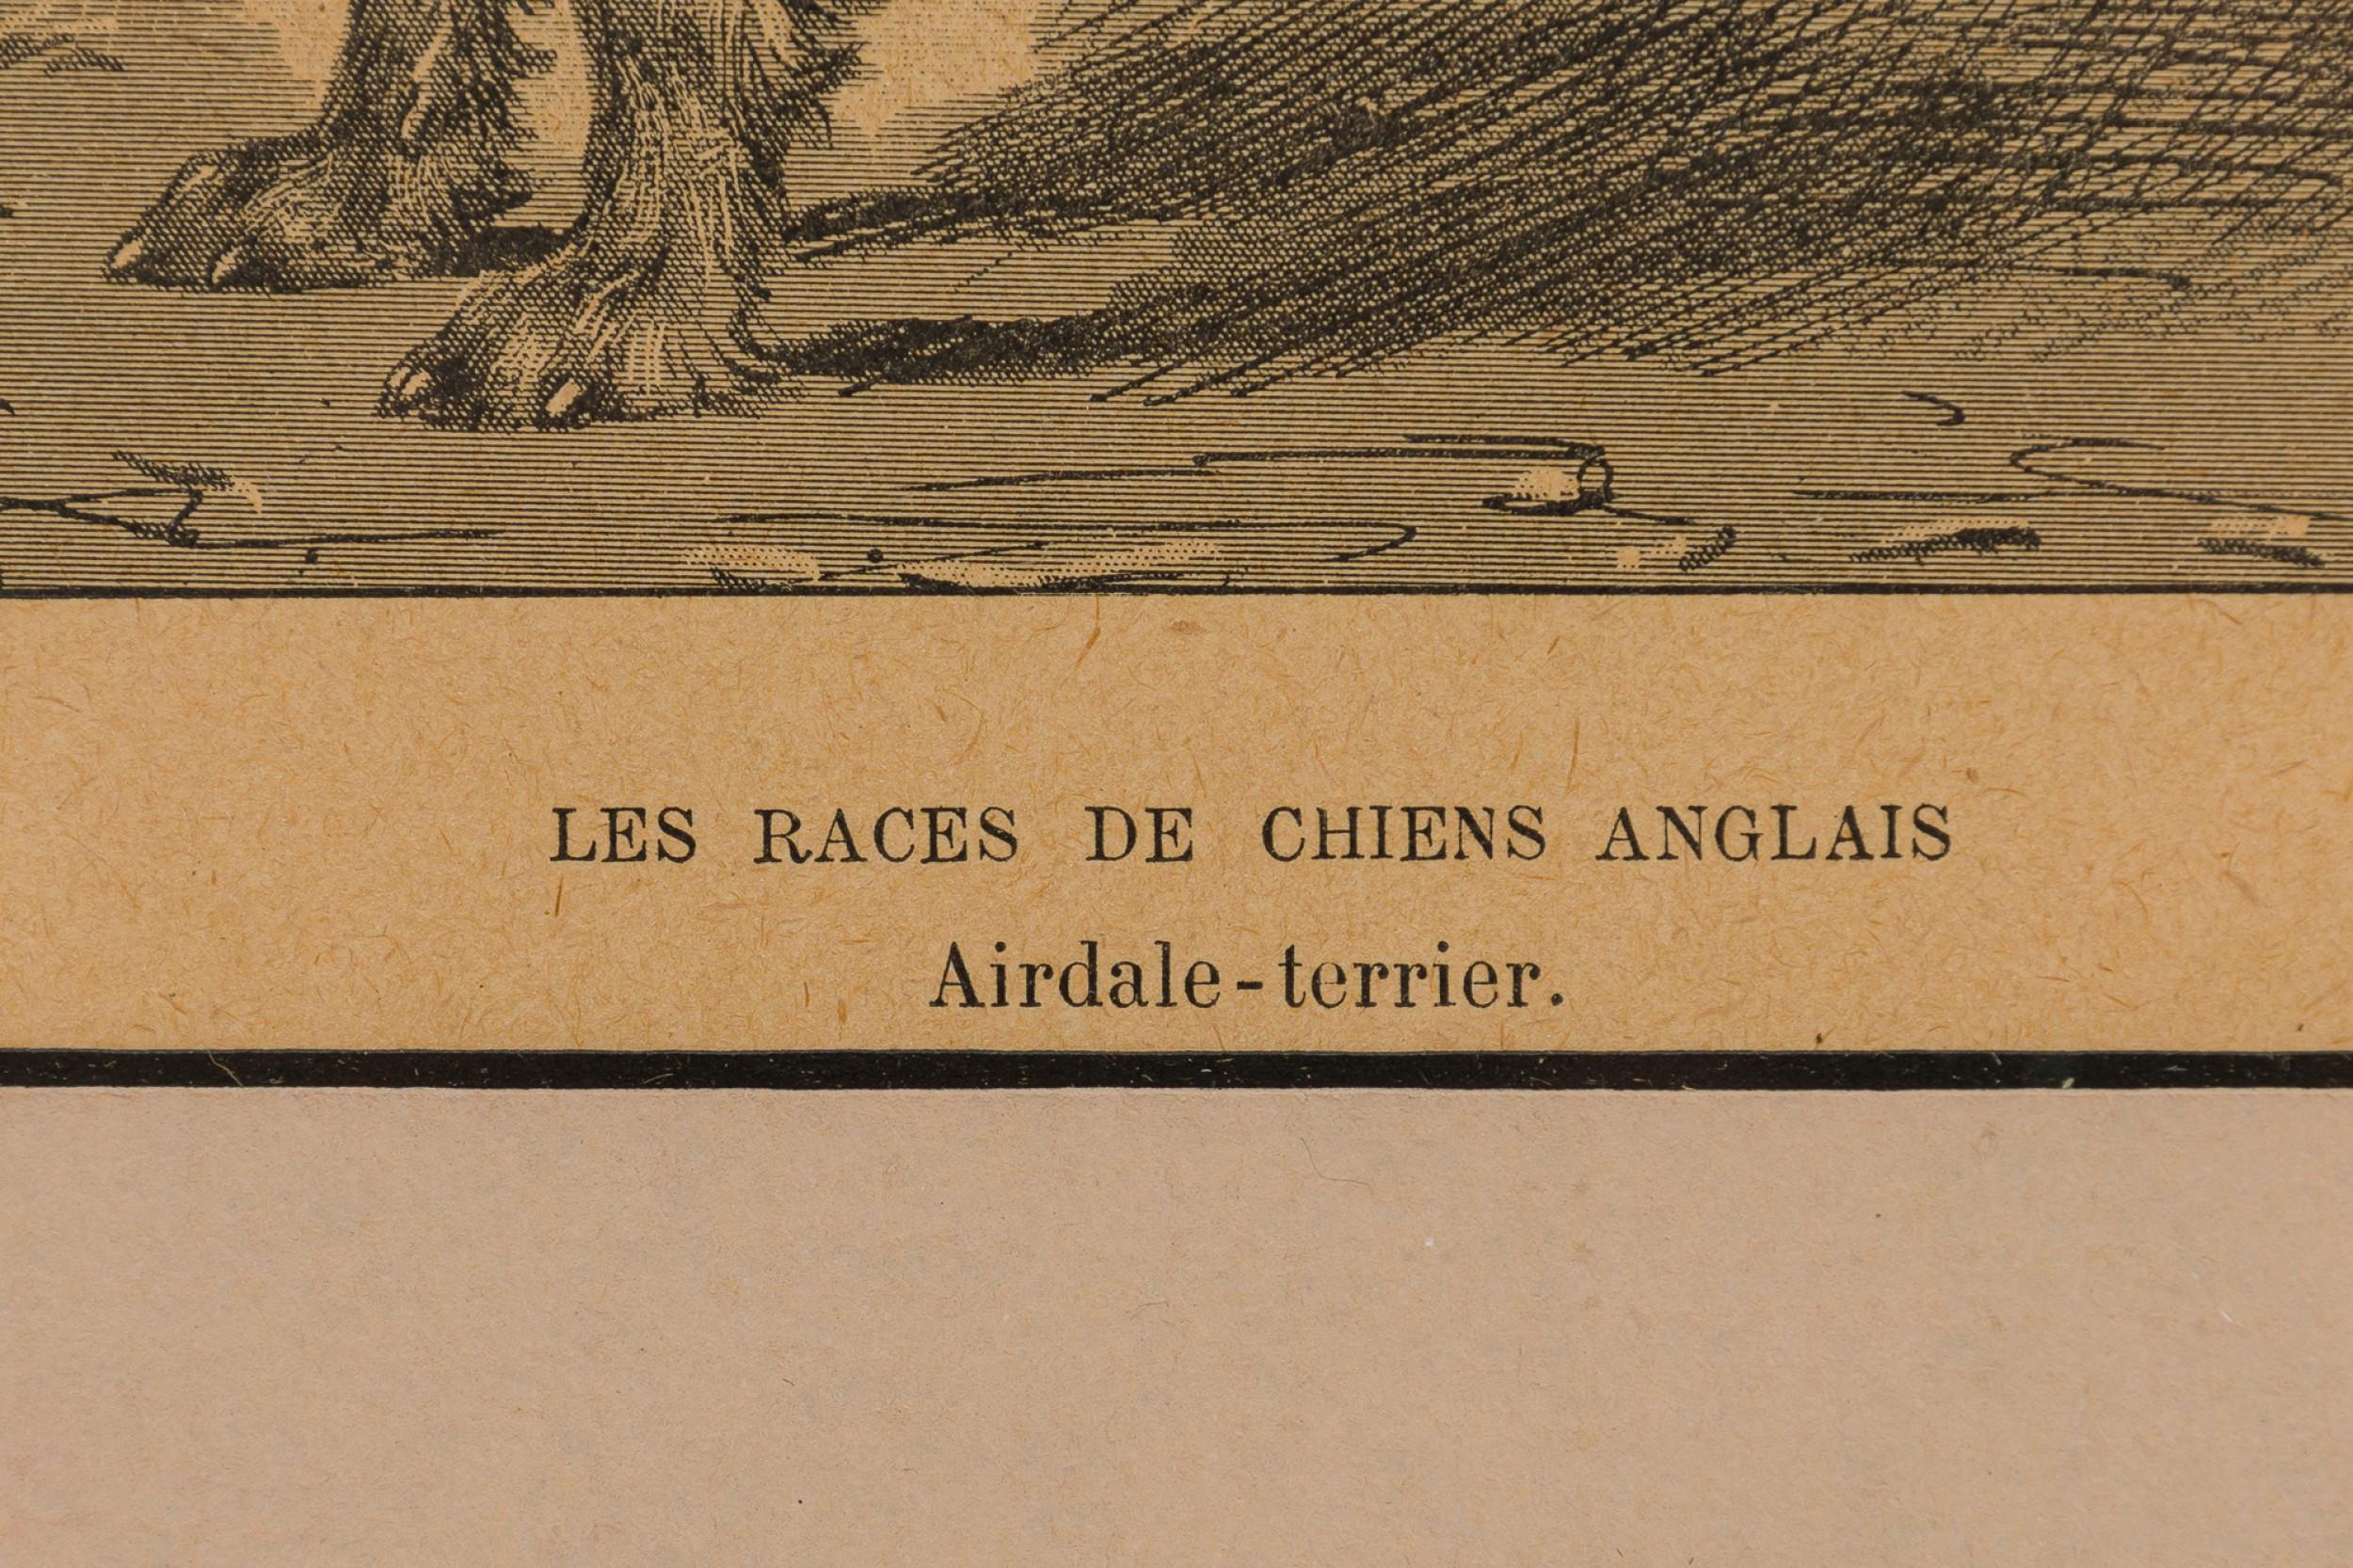 LES RACES DE CHIENS ANGLAIS
Airdale-terrier.